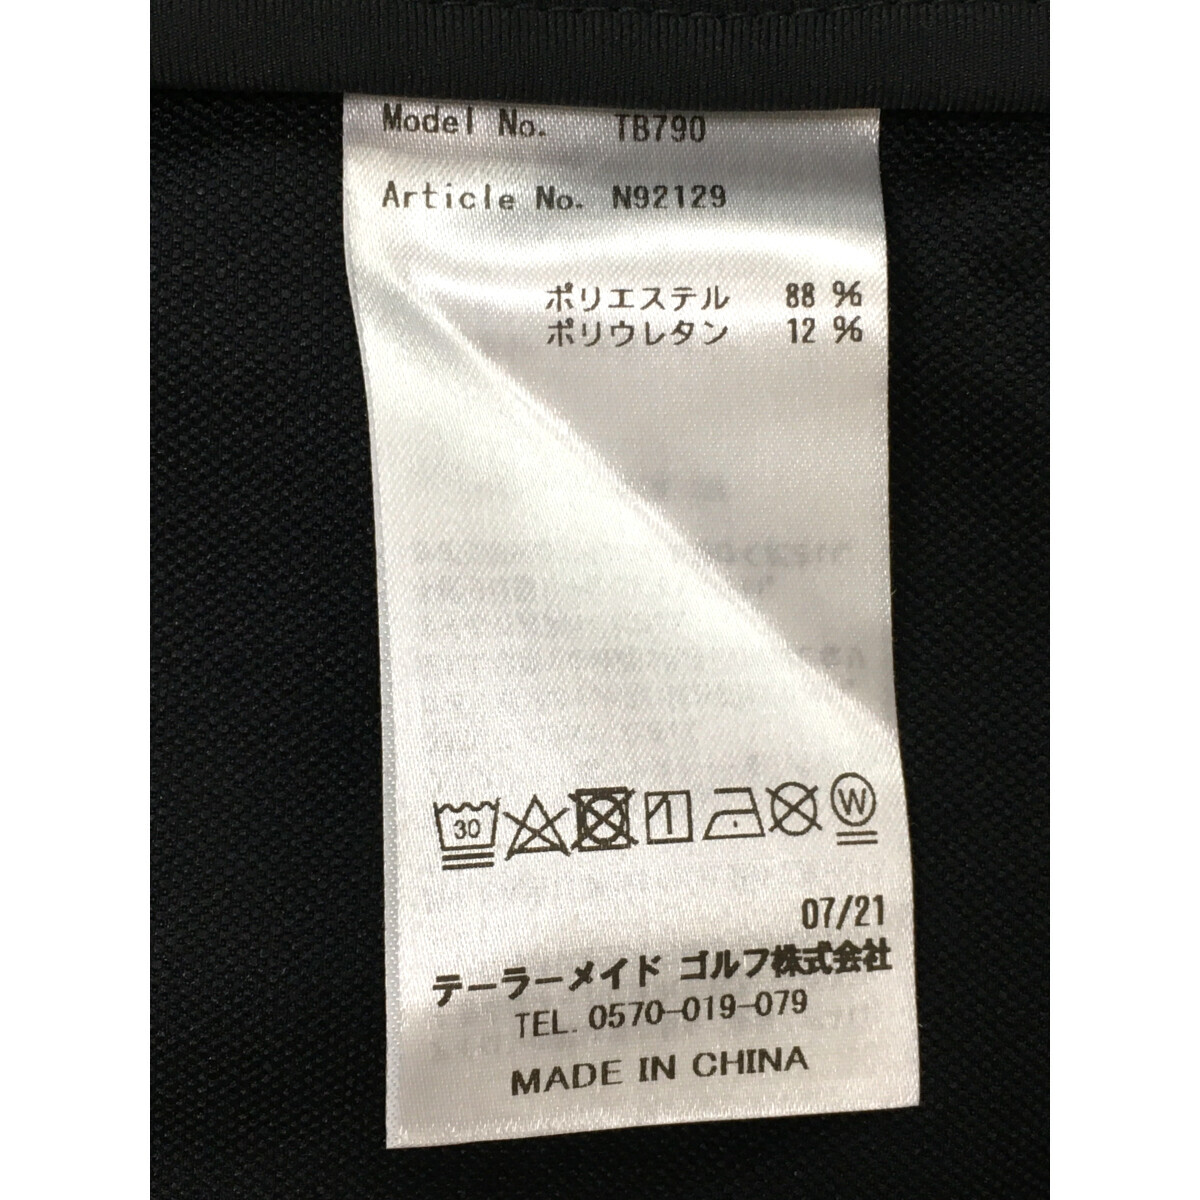 Model No. TB790
Article No. N92129
ポリエステル 88 %
ポリウレタン 12 %
30
W
07/21
テーラーメイド ゴルフ株式会社
TEL. 0570-019-079
MADE IN CHINA